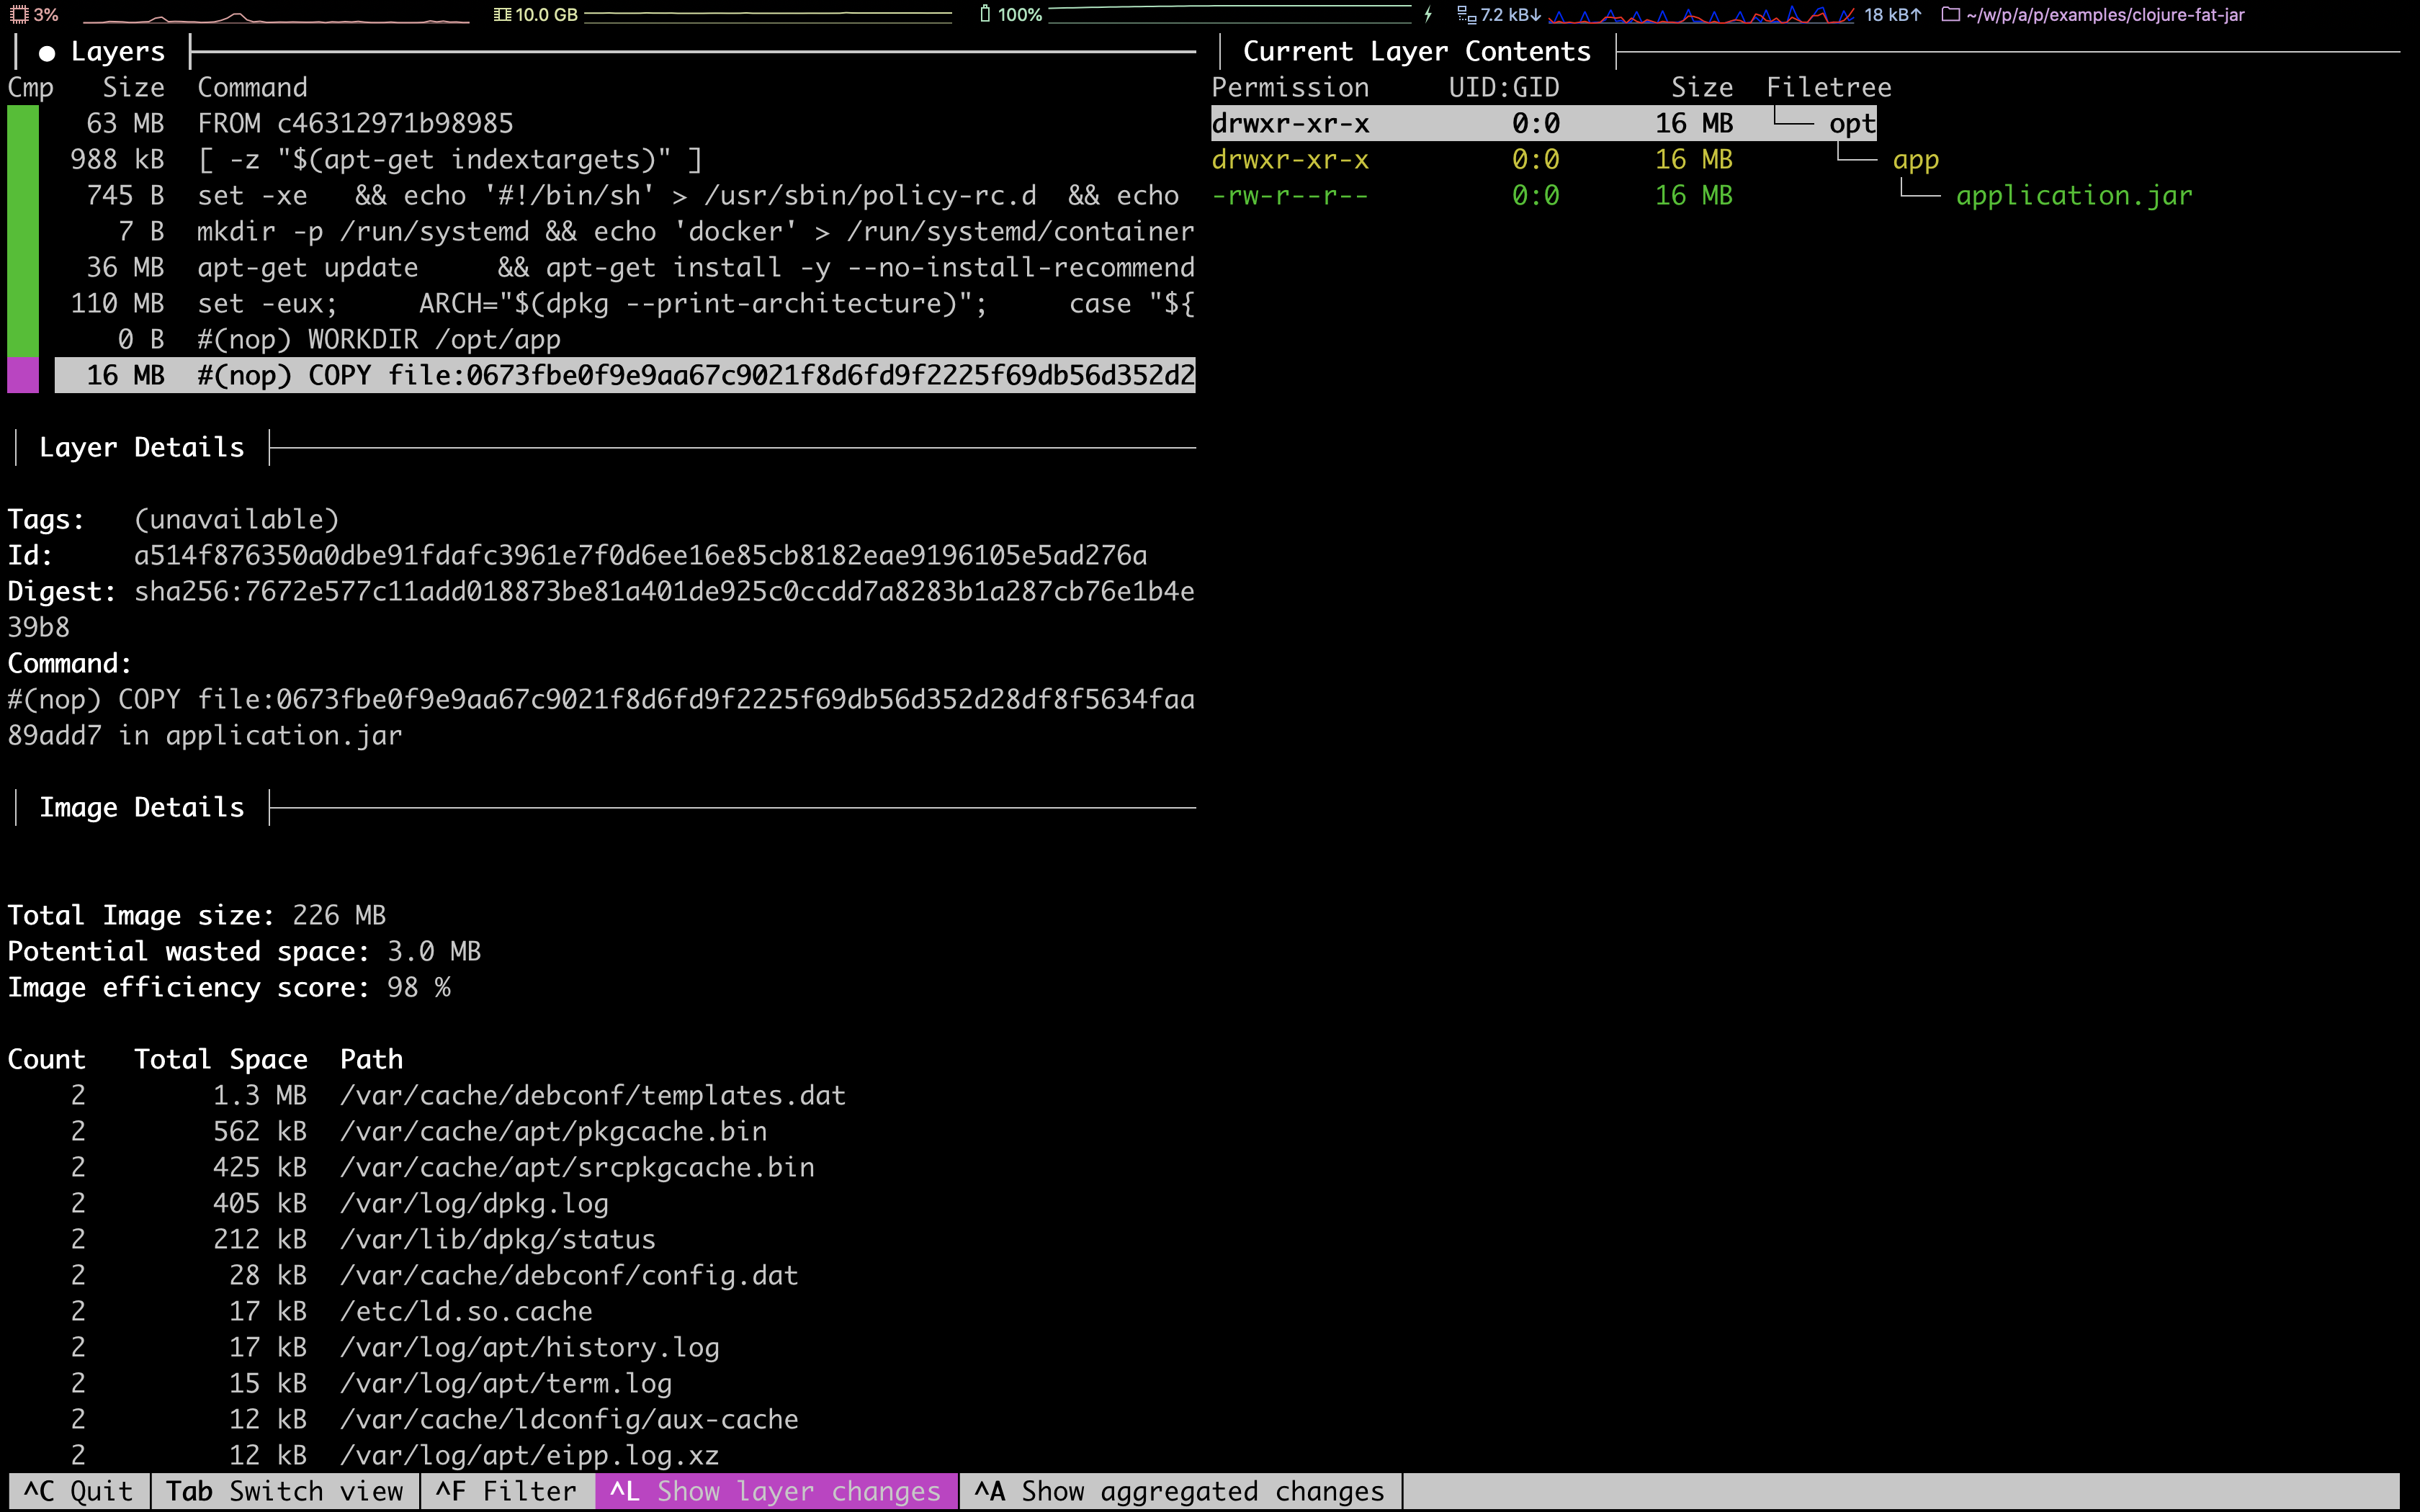 3% 10.0 GB 100% 7.2 kB↓ 18 kB↑ ~/w/p/a/p/examples/clojure-fat-jar
● Layers
Cmp Size Command
63 MB FROM c46312971b98985
988 kB [ -z "$(apt-get indextargets)" ]
745 B set -xe && echo '#!/bin/sh' > /usr/sbin/policy-rc.d && echo
7 B mkdir -p /run/systemd && echo 'docker' > /run/systemd/container
36 MB apt-get update && apt-get install -y --no-install-recommend
110 MB set -eux; ARCH="$(dpkg --print-architecture)"; case "${
0 B #(nop) WORKDIR /opt/app
16 MB #(nop) COPY file:0673fbe0f9e9aa67c9021f8d6fd9f2225f69db56d352d2
Layer Details
Tags: (unavailable)
Id: a514f876350a0dbe91fdafc3961e7f0d6ee16e85cb8182eae9196105e5ad276a
Digest: sha256:7672e577c11add018873be81a401de925c0ccdd7a8283b1a287cb76e1b4e
39b8
Command:
#(nop) COPY file:0673fbe0f9e9aa67c9021f8d6fd9f2225f69db56d352d28df8f5634faa
89add7 in application.jar
Image Details
Total Image size: 226 MB
Potential wasted space: 3.0 MB
Image efficiency score: 98 %
Count Total Space Path
2 1.3 MB /var/cache/debconf/templates.dat
2 562 kB /var/cache/apt/pkgcache.bin
2 425 kB /var/cache/apt/srcpkgcache.bin
2 405 kB /var/log/dpkg.log
2 212 kB /var/lib/dpkg/status
2 28 kB /var/cache/debconf/config.dat
2 17 kB /etc/ld.so.cache
2 17 kB /var/log/apt/history.log
2 15 kB /var/log/apt/term.log
2 12 kB /var/cache/ldconfig/aux-cache
2 12 kB /var/log/apt/eipp.log.xz
Current Layer Contents
Permission UID:GID Size Filetree
drwxr-xr-x 0:0 16 MB └── opt
drwxr-xr-x 0:0 16 MB └── app
-rw-r--r-- 0:0 16 MB └── application.jar
^C Quit Tab Switch view ^F Filter ^L Show layer changes ^A Show aggregated changes